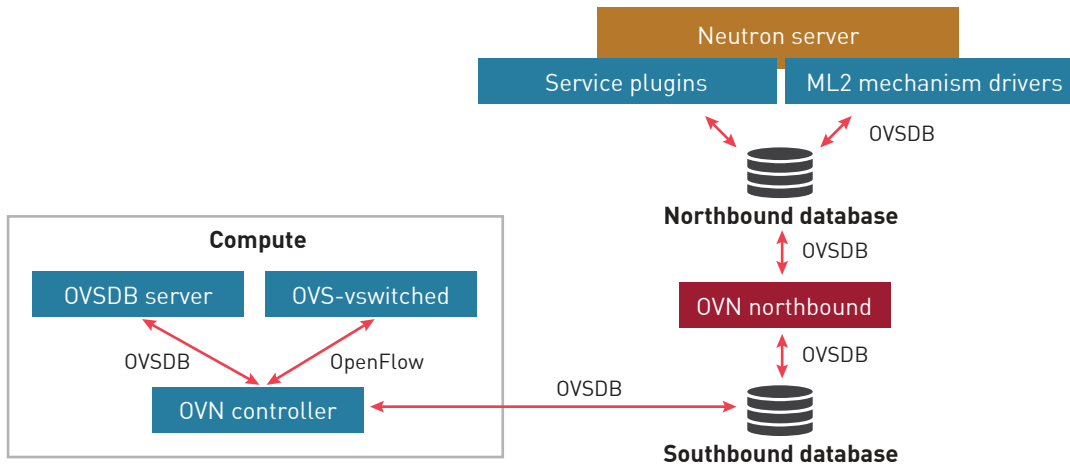 Neutron server
Service plugins
ML2 mechanism drivers
OVSDB
Northbound database
OVSDB
OVN northbound
OVSDB
Southbound database
OVSDB
Compute
OVSDB server
OVS-vswitched
OVSDB
OpenFlow
OVN controller